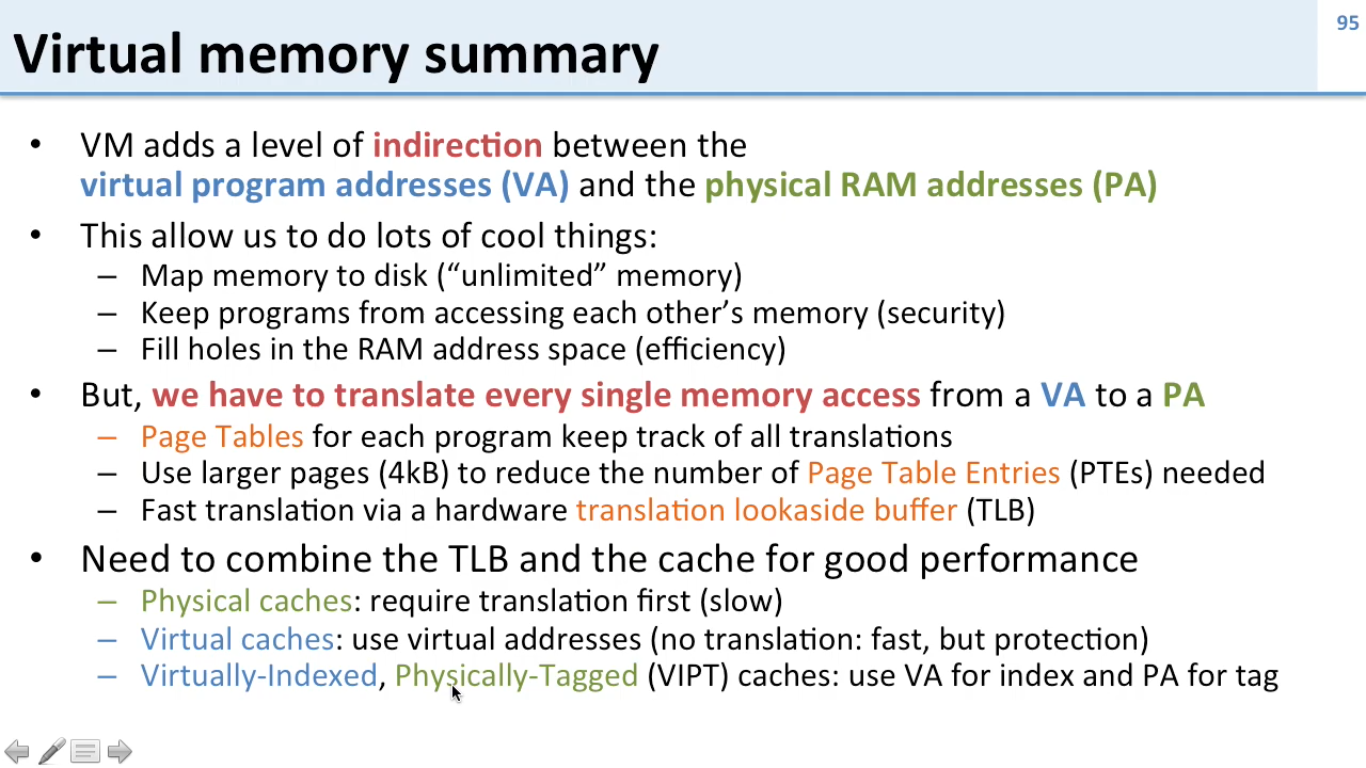 95
Virtual memory summary
• VM adds a level of indirection between the
virtual program addresses (VA) and the physical RAM addresses (PA)
• This allow us to do lots of cool things:
– Map memory to disk (“unlimited” memory)
– Keep programs from accessing each other’s memory (security)
– Fill holes in the RAM address space (efficiency)
• But, we have to translate every single memory access from a VA to a PA
– Page Tables for each program keep track of all translations
– Use larger pages (4kB) to reduce the number of Page Table Entries (PTEs) needed
– Fast translation via a hardware translation lookaside buffer (TLB)
• Need to combine the TLB and the cache for good performance
– Physical caches: require translation first (slow)
– Virtual caches: use virtual addresses (no translation: fast, but protection)
– Virtually-Indexed, Physically-Tagged (VIPT) caches: use VA for index and PA for tag